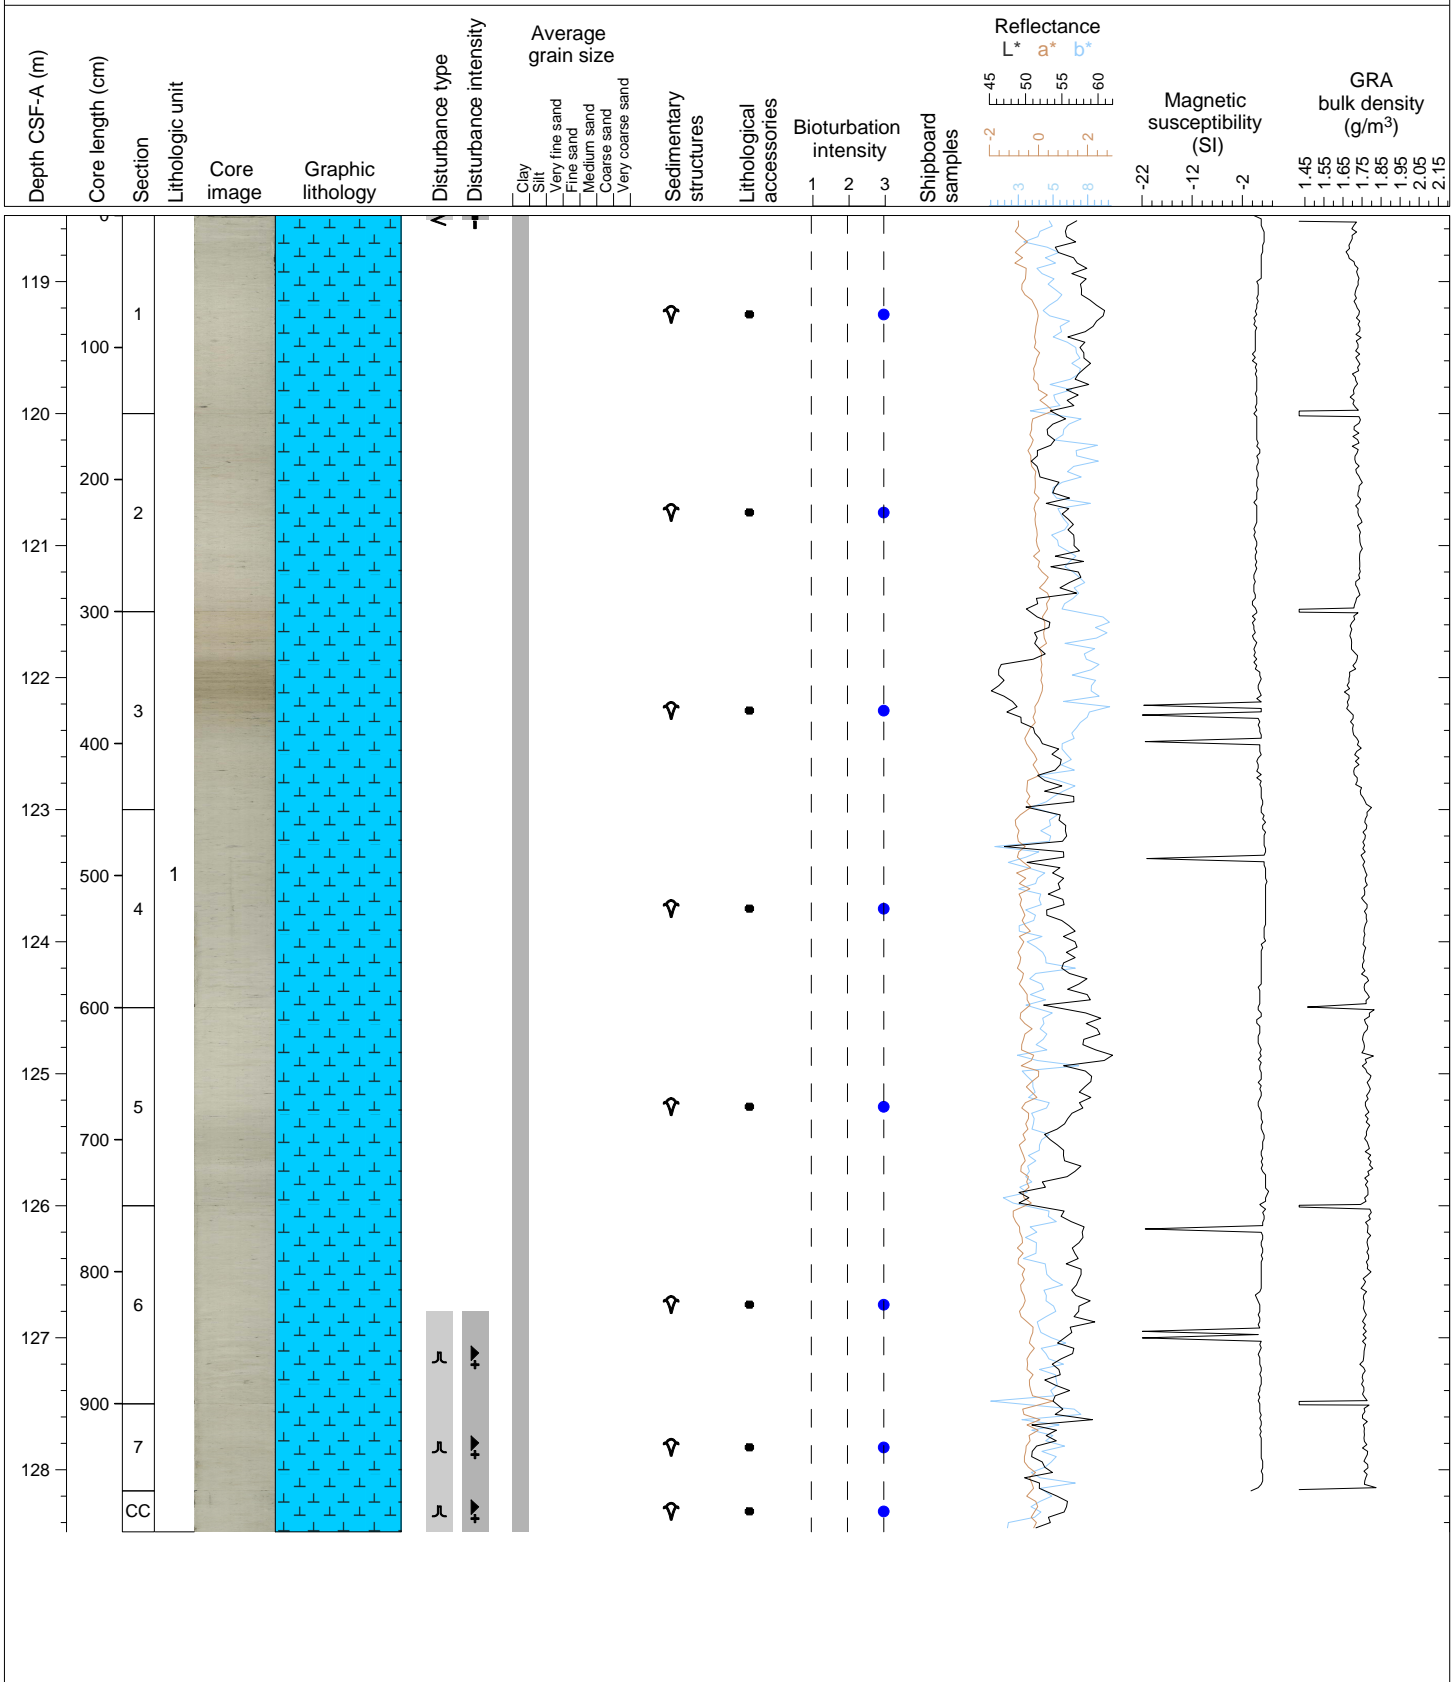 Depth CSF-A (m)
Core length (cm)
Section
Lithologic unit
Core
image
Graphic
lithology
Disturbance type
Disturbance intensity
Average
grain size
Clay
Silt
Very fine sand
Fine sand
Medium sand
Coarse sand
Very coarse sand
Sedimentary
structures
Lithological
accessories
Bioturbation
intensity
1 2 3
Shipboard
samples
Reflectance
L* a* b*
45 50 55 60
-2 0 2
3 5 8
Magnetic
susceptibility
(SI)
-22 -12 -2
GRA
bulk density
(g/m³)
1.45 1.55 1.65 1.75 1.85 1.95 2.05 2.15
0
119
1
100
120
200
2
121
300
122
3
400
123
1
500
4
124
600
125
5
700
126
800
6
127
900
7
128
CC